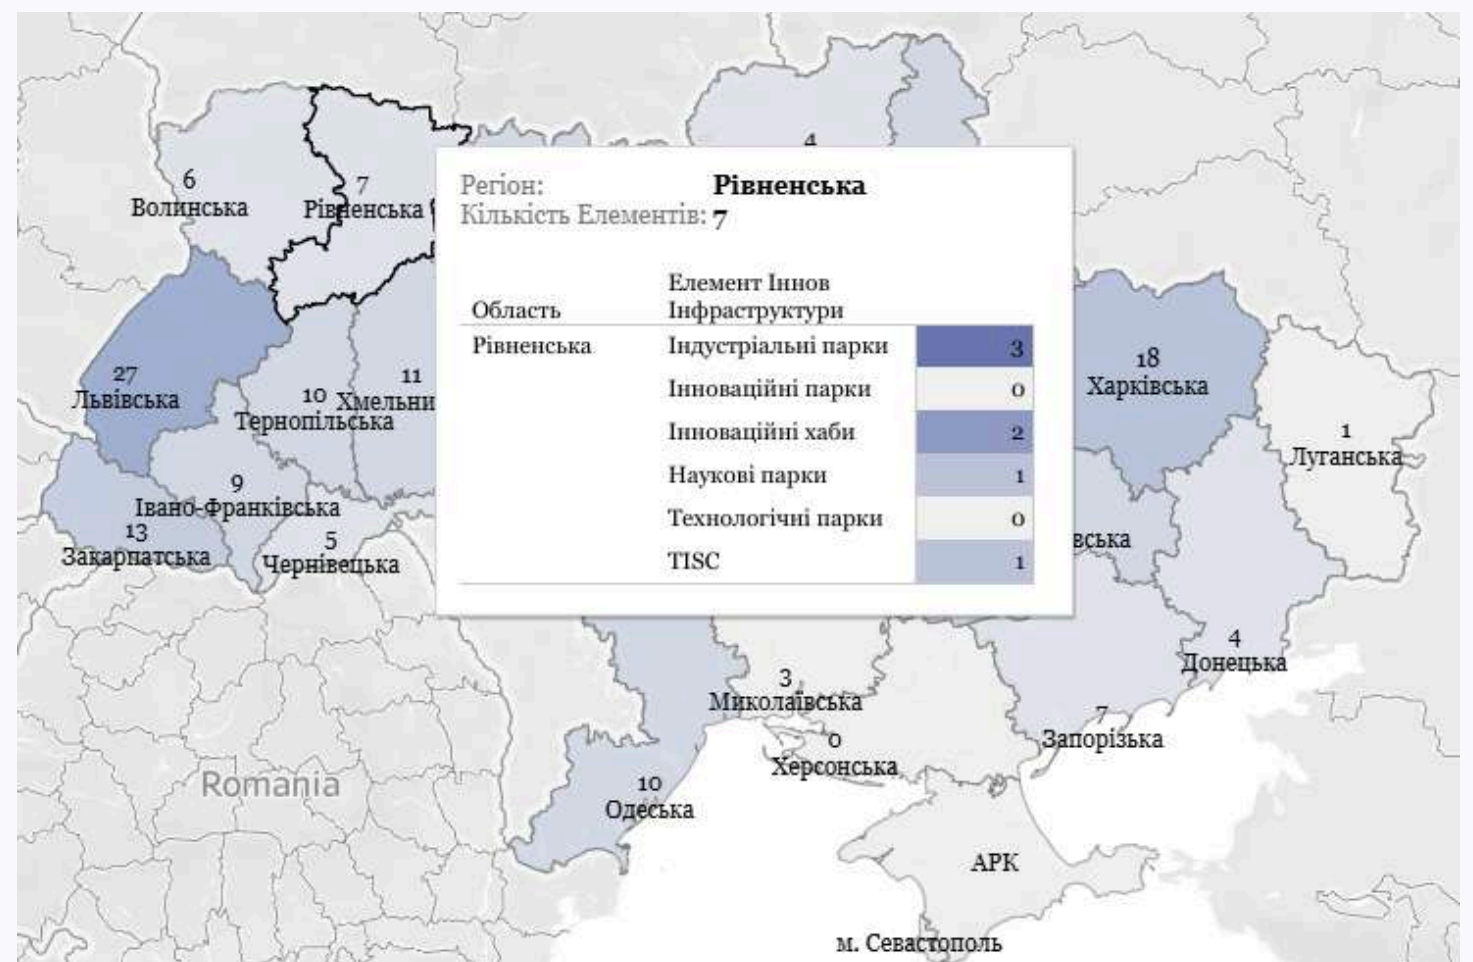 4
6
Волинська
7
Рівненська
Регіон: Рівненська
Кількість Елементів: 7
Область
Елемент Іннов
Інфраструктури
Рівненська
Індустріальні парки 3
Інноваційні парки 0
Інноваційні хаби 2
Наукові парки 1
Технологічні парки 0
TISC 1
27
Львівська
10
Тернопільська
11
Хмельни
9
Івано-Франківська
13
Закарпатська
5
Чернівецька
18
Харківська
1
Луганська
вська
4
Донецька
3
Миколаївська
7
Запорізька
0
Херсонська
10
Одеська
Romania
АРК
м. Севастополь